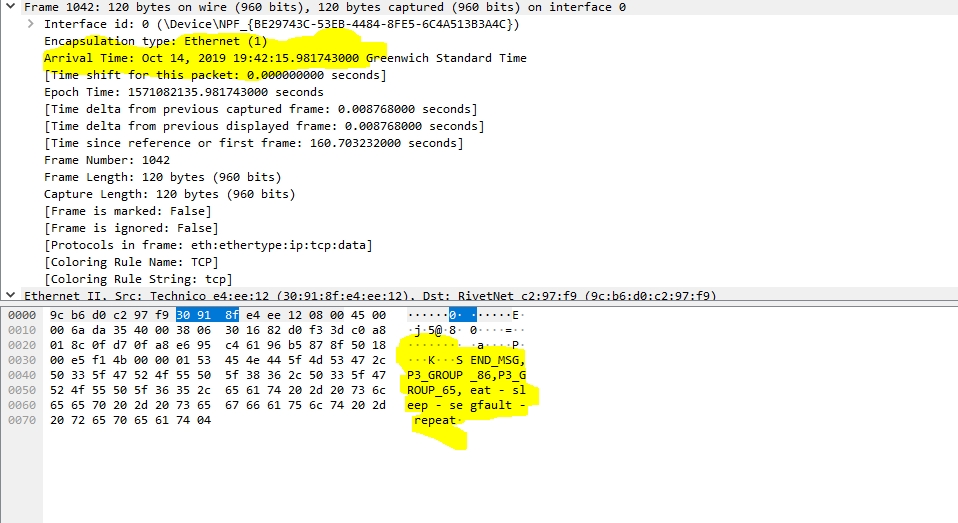 Frame 1042: 120 bytes on wire (960 bits), 120 bytes captured (960 bits) on interface 0
Interface id: 0 (\Device\NPF_{BE29743C-53EB-4484-8FE5-6C4A513B3A4C})
Encapsulation type: Ethernet (1)
Arrival Time: Oct 14, 2019 19:42:15.981743000 Greenwich Standard Time
[Time shift for this packet: 0.000000000 seconds]
Epoch Time: 1571082135.981743000 seconds
[Time delta from previous captured frame: 0.008768000 seconds]
[Time delta from previous displayed frame: 0.008768000 seconds]
[Time since reference or first frame: 160.703232000 seconds]
Frame Number: 1042
Frame Length: 120 bytes (960 bits)
Capture Length: 120 bytes (960 bits)
[Frame is marked: False]
[Frame is ignored: False]
[Protocols in frame: eth:ethertype:ip:tcp:data]
[Coloring Rule Name: TCP]
[Coloring Rule String: tcp]
Ethernet II, Src: Technico e4:ee:12 (30:91:8f:e4:ee:12), Dst: RivetNet c2:97:f9 (9c:b6:d0:c2:97:f9)
0000 9c b6 d0 c2 97 f9 30 91 8f e4 ee 12 08 00 45 00 ······0· ······E·
0010 00 6a da 35 40 00 38 06 30 16 82 d0 f3 3d c0 a8 ·j·5@·8· 0····=··
0020 01 8c 0f d7 0f a8 e6 95 c4 61 96 b5 87 8f 50 18 ········ ·a····P·
0030 00 e5 f1 4b 00 00 01 53 45 4e 44 5f 4d 53 47 2c ···K···S END_MSG,
0040 50 33 5f 47 52 4f 55 50 5f 38 36 2c 50 33 5f 47 P3_GROUP _86,P3_G
0050 52 4f 55 50 5f 36 35 2c 65 61 74 20 2d 20 73 6c ROUP_65, eat - sl
0060 65 65 70 20 2d 20 73 65 67 66 61 75 6c 74 20 2d eep - se gfault -
0070 20 72 65 70 65 61 74 04 repeat·